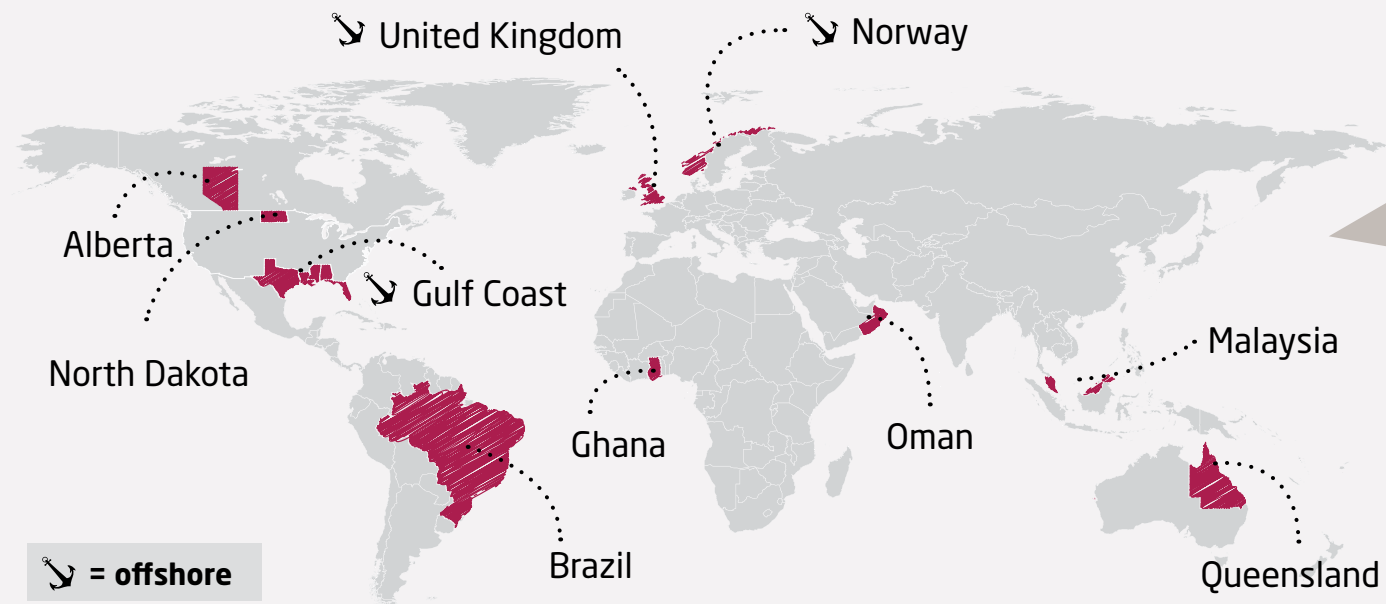 United Kingdom
Norway
Alberta
Gulf Coast
North Dakota
Malaysia
Ghana
Oman
Brazil
Queensland
= offshore